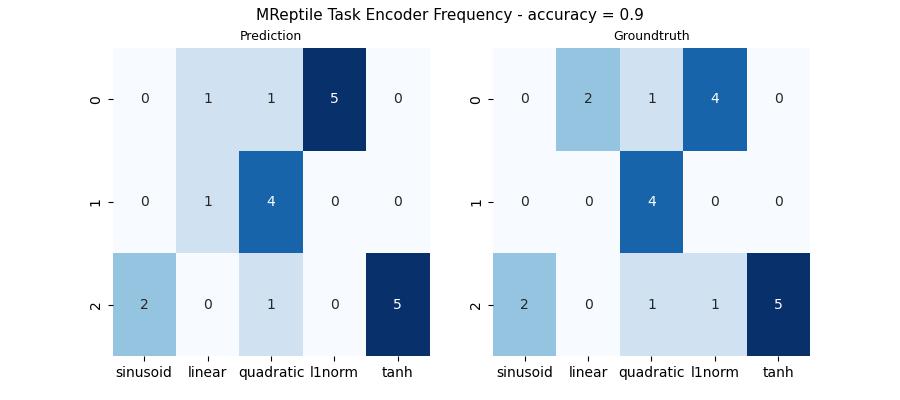 MReptile Task Encoder Frequency - accuracy = 0.9
Prediction
Groundtruth
0 0 1 1 5 0
1 0 1 4 0 0
2 2 0 1 0 5
sinusoid linear quadratic l1norm tanh
0 0 2 1 4 0
1 0 0 4 0 0
2 2 0 1 1 5
sinusoid linear quadratic l1norm tanh